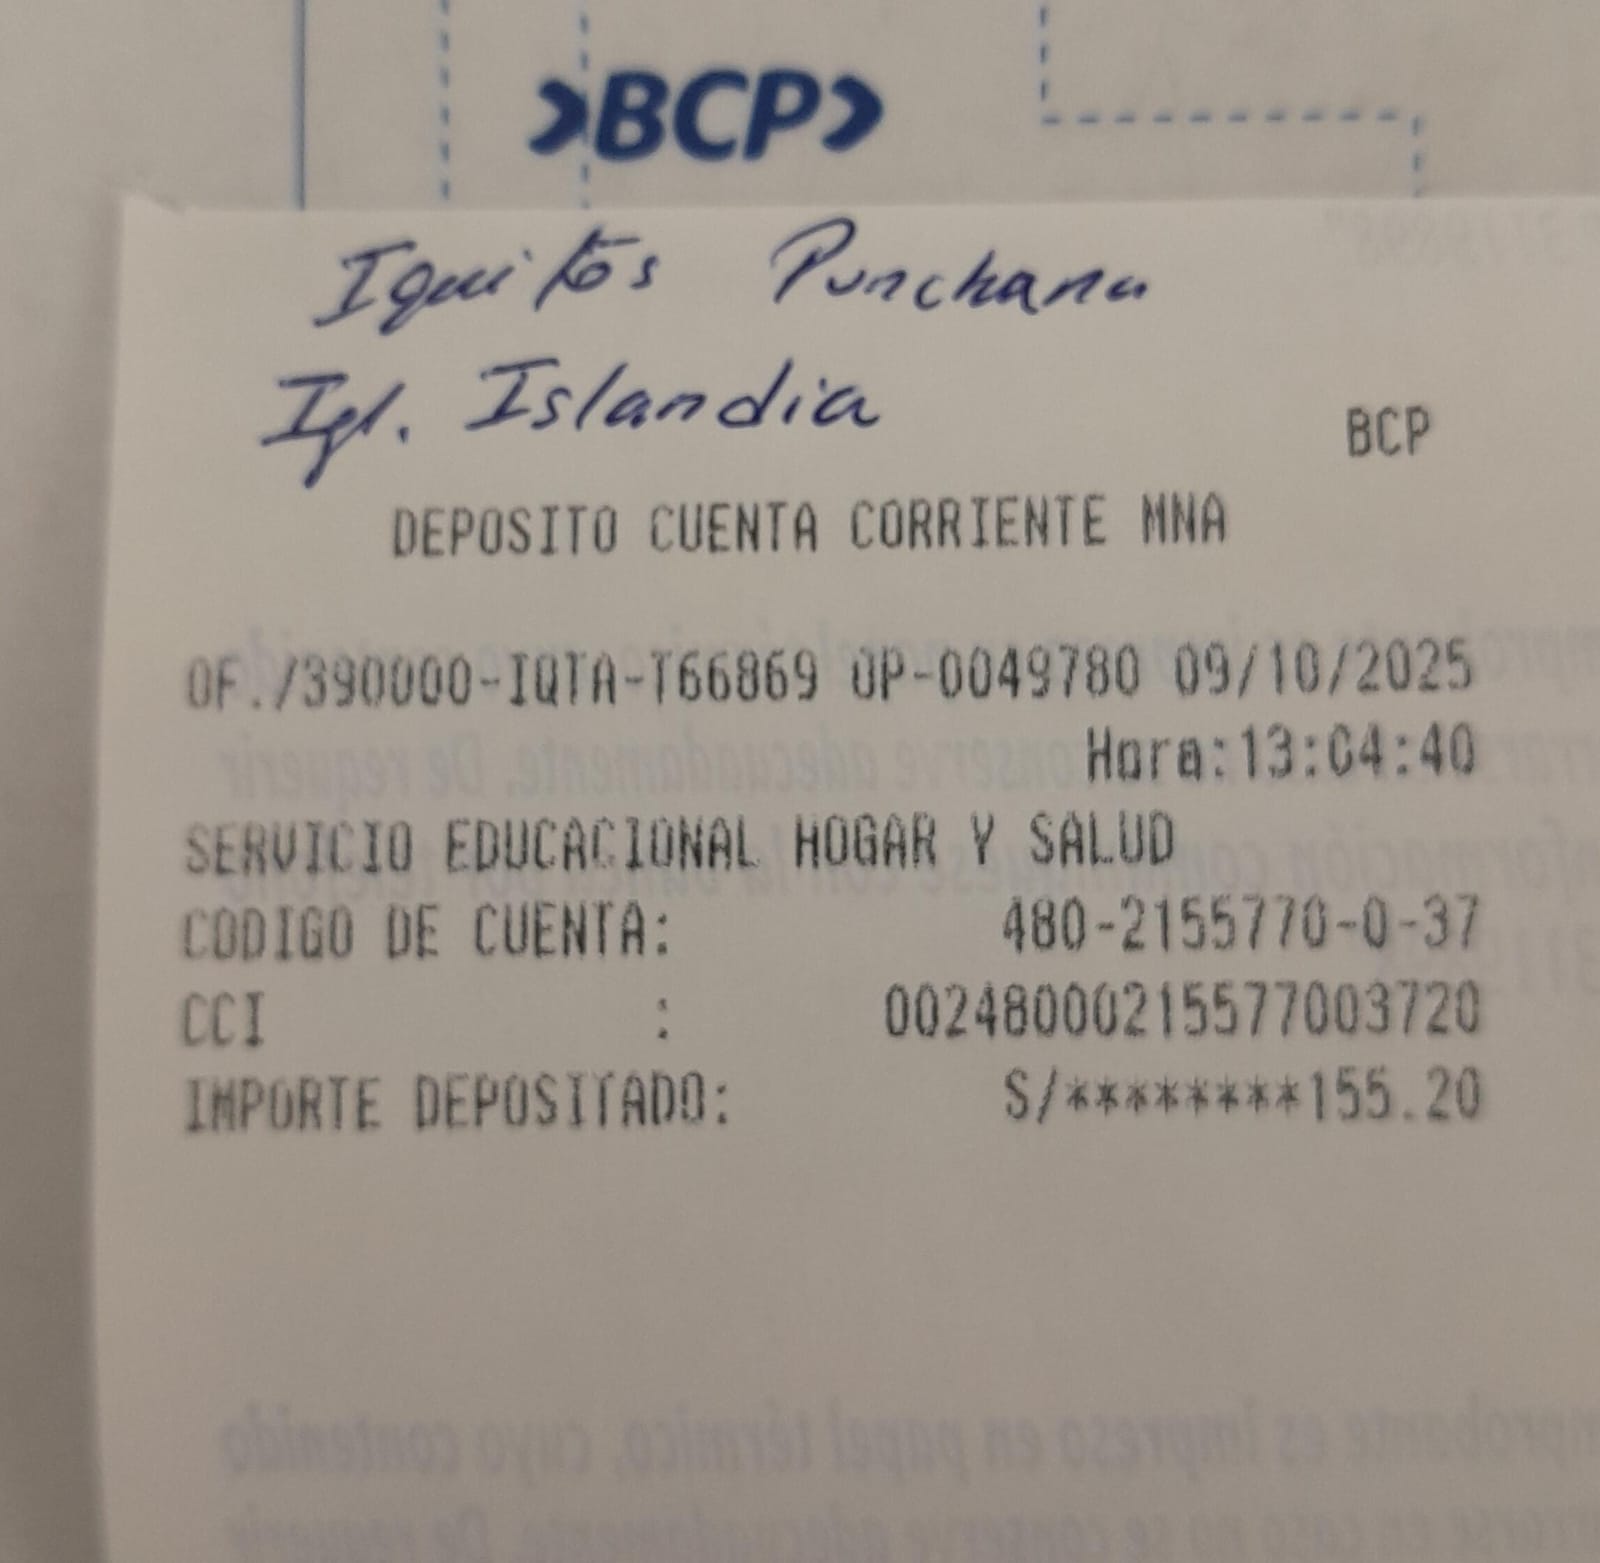 >BCP>
Iquitos Punchana
Igl. Islandia
BCP
DEPOSITO CUENTA CORRIENTE MNA
OF./390000-IQTA-T66869 OP-0049780 09/10/2025
Hora:13:04:40
SERVICIO EDUCACIONAL HOGAR Y SALUD
CODIGO DE CUENTA: 480-2155770-0-37
CCI : 00248000215577003720
IMPORTE DEPOSITADO: S/********155.20